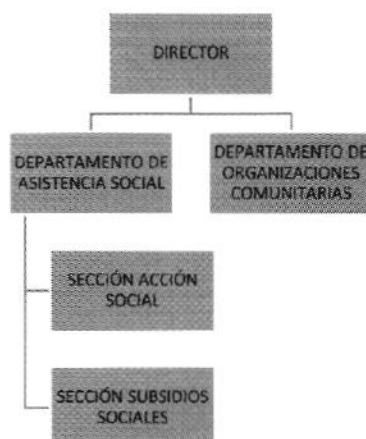 DIRECTOR
DEPARTAMENTO DE
ASISTENCIA SOCIAL
DEPARTAMENTO DE
ORGANIZACIONES
COMUNITARIAS
SECCIÓN ACCIÓN
SOCIAL
SECCIÓN SUBSIDIOS
SOCIALES